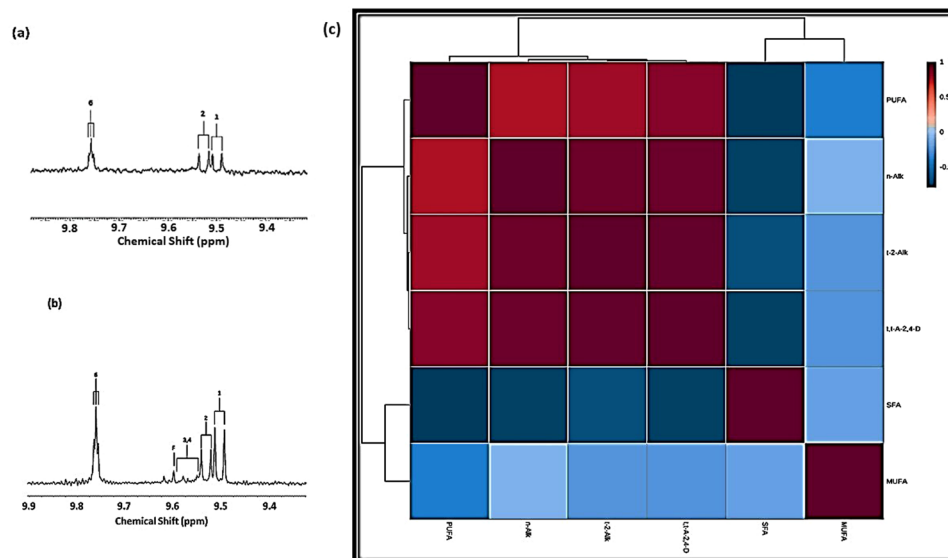 (a)
6
2
1
9.8
9.7
9.6
9.5
9.4
Chemical Shift (ppm)
(b)
6
1
2
3,4
F
9.9
9.8
9.7
9.6
9.5
9.4
Chemical Shift (ppm)
(c)
1
0.5
0
PUFA
n-Alk
t-2-Alk
t,t-A-2,4-D
SFA
MUFA
PUFA
n-Alk
t-2-Alk
t,t-A-2,4-D
SFA
MUFA